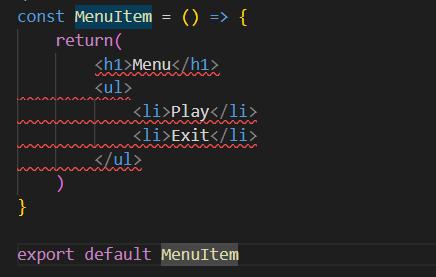 const MenuItem = () => {
    return(
        <h1>Menu</h1>
        <ul>
            <li>Play</li>
            <li>Exit</li>
        </ul>
    )
}
export default MenuItem